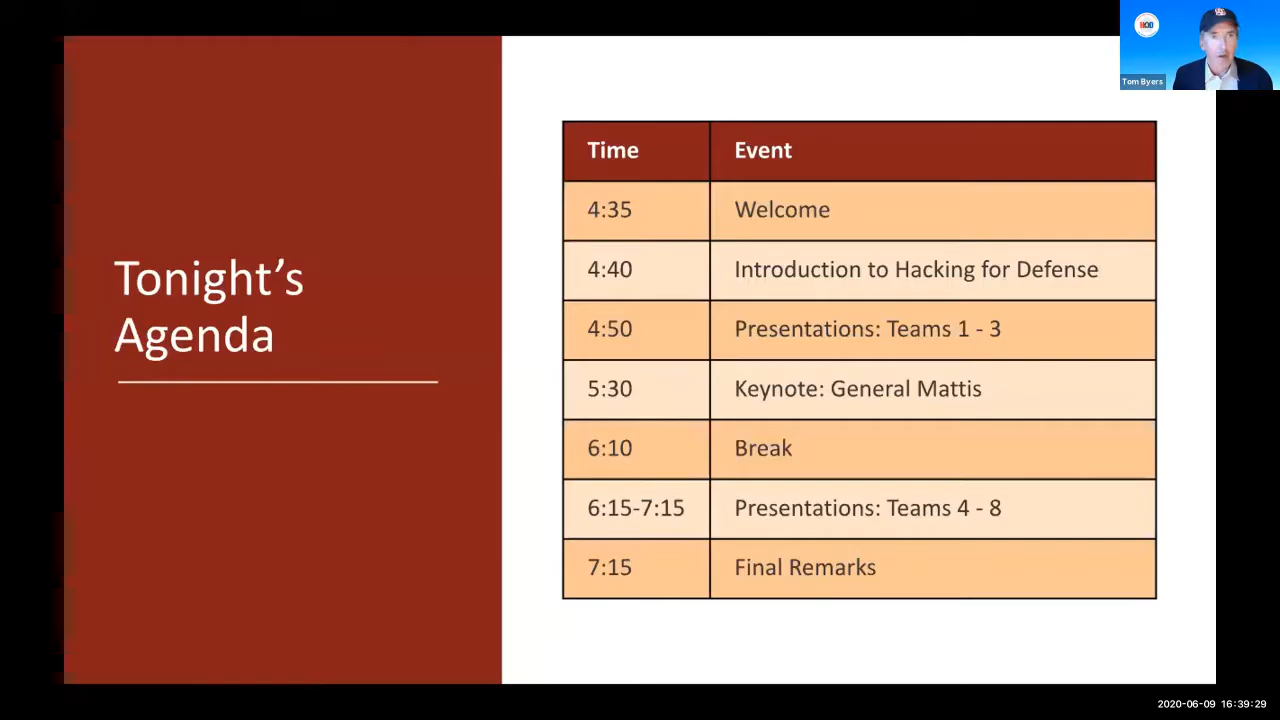 Tonight's
Agenda
Time Event
4:35 Welcome
4:40 Introduction to Hacking for Defense
4:50 Presentations: Teams 1 - 3
5:30 Keynote: General Mattis
6:10 Break
6:15-7:15 Presentations: Teams 4 - 8
7:15 Final Remarks
Tom Byers
2020-06-09 16:39:29